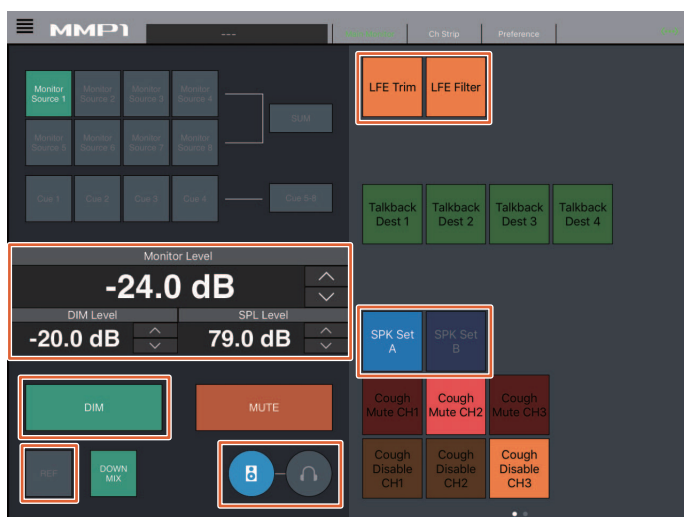 MMP1
---
Ch Strip
Preference
Monitor Source 1
Monitor Source 2
Monitor Source 3
Monitor Source 4
SUM
Monitor Source 5
Monitor Source 6
Monitor Source 7
Monitor Source 8
Cue 1
Cue 2
Cue 3
Cue 4
Cue 5-8
Monitor Level
-24.0 dB
DIM Level
SPL Level
-20.0 dB
79.0 dB
DIM
MUTE
REF
DOWN MIX
LFE Trim
LFE Filter
Talkback Dest 1
Talkback Dest 2
Talkback Dest 3
Talkback Dest 4
SPK Set A
SPK Set B
Cough Mute CH1
Cough Mute CH2
Cough Mute CH3
Cough Disable CH1
Cough Disable CH2
Cough Disable CH3